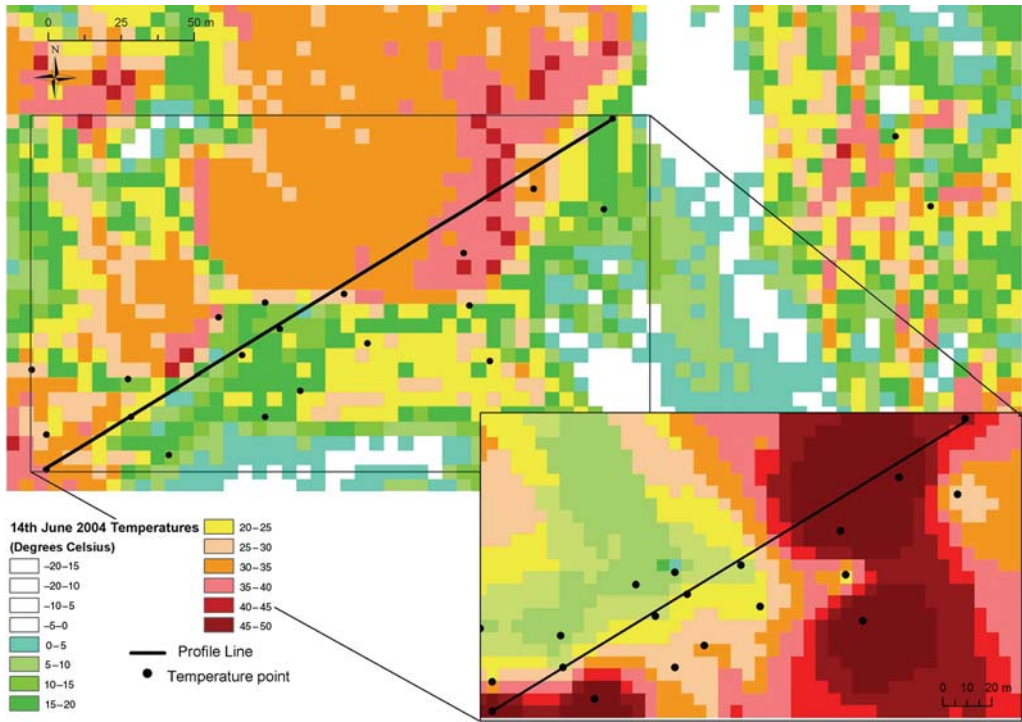 0 25 50 m
N
14th June 2004 Temperatures
(Degrees Celsius)
–20–15
–20–10
–10–5
–5–0
0–5
5–10
10–15
15–20
20–25
25–30
30–35
35–40
40–45
45–50
Profile Line
Temperature point
0 10 20 m